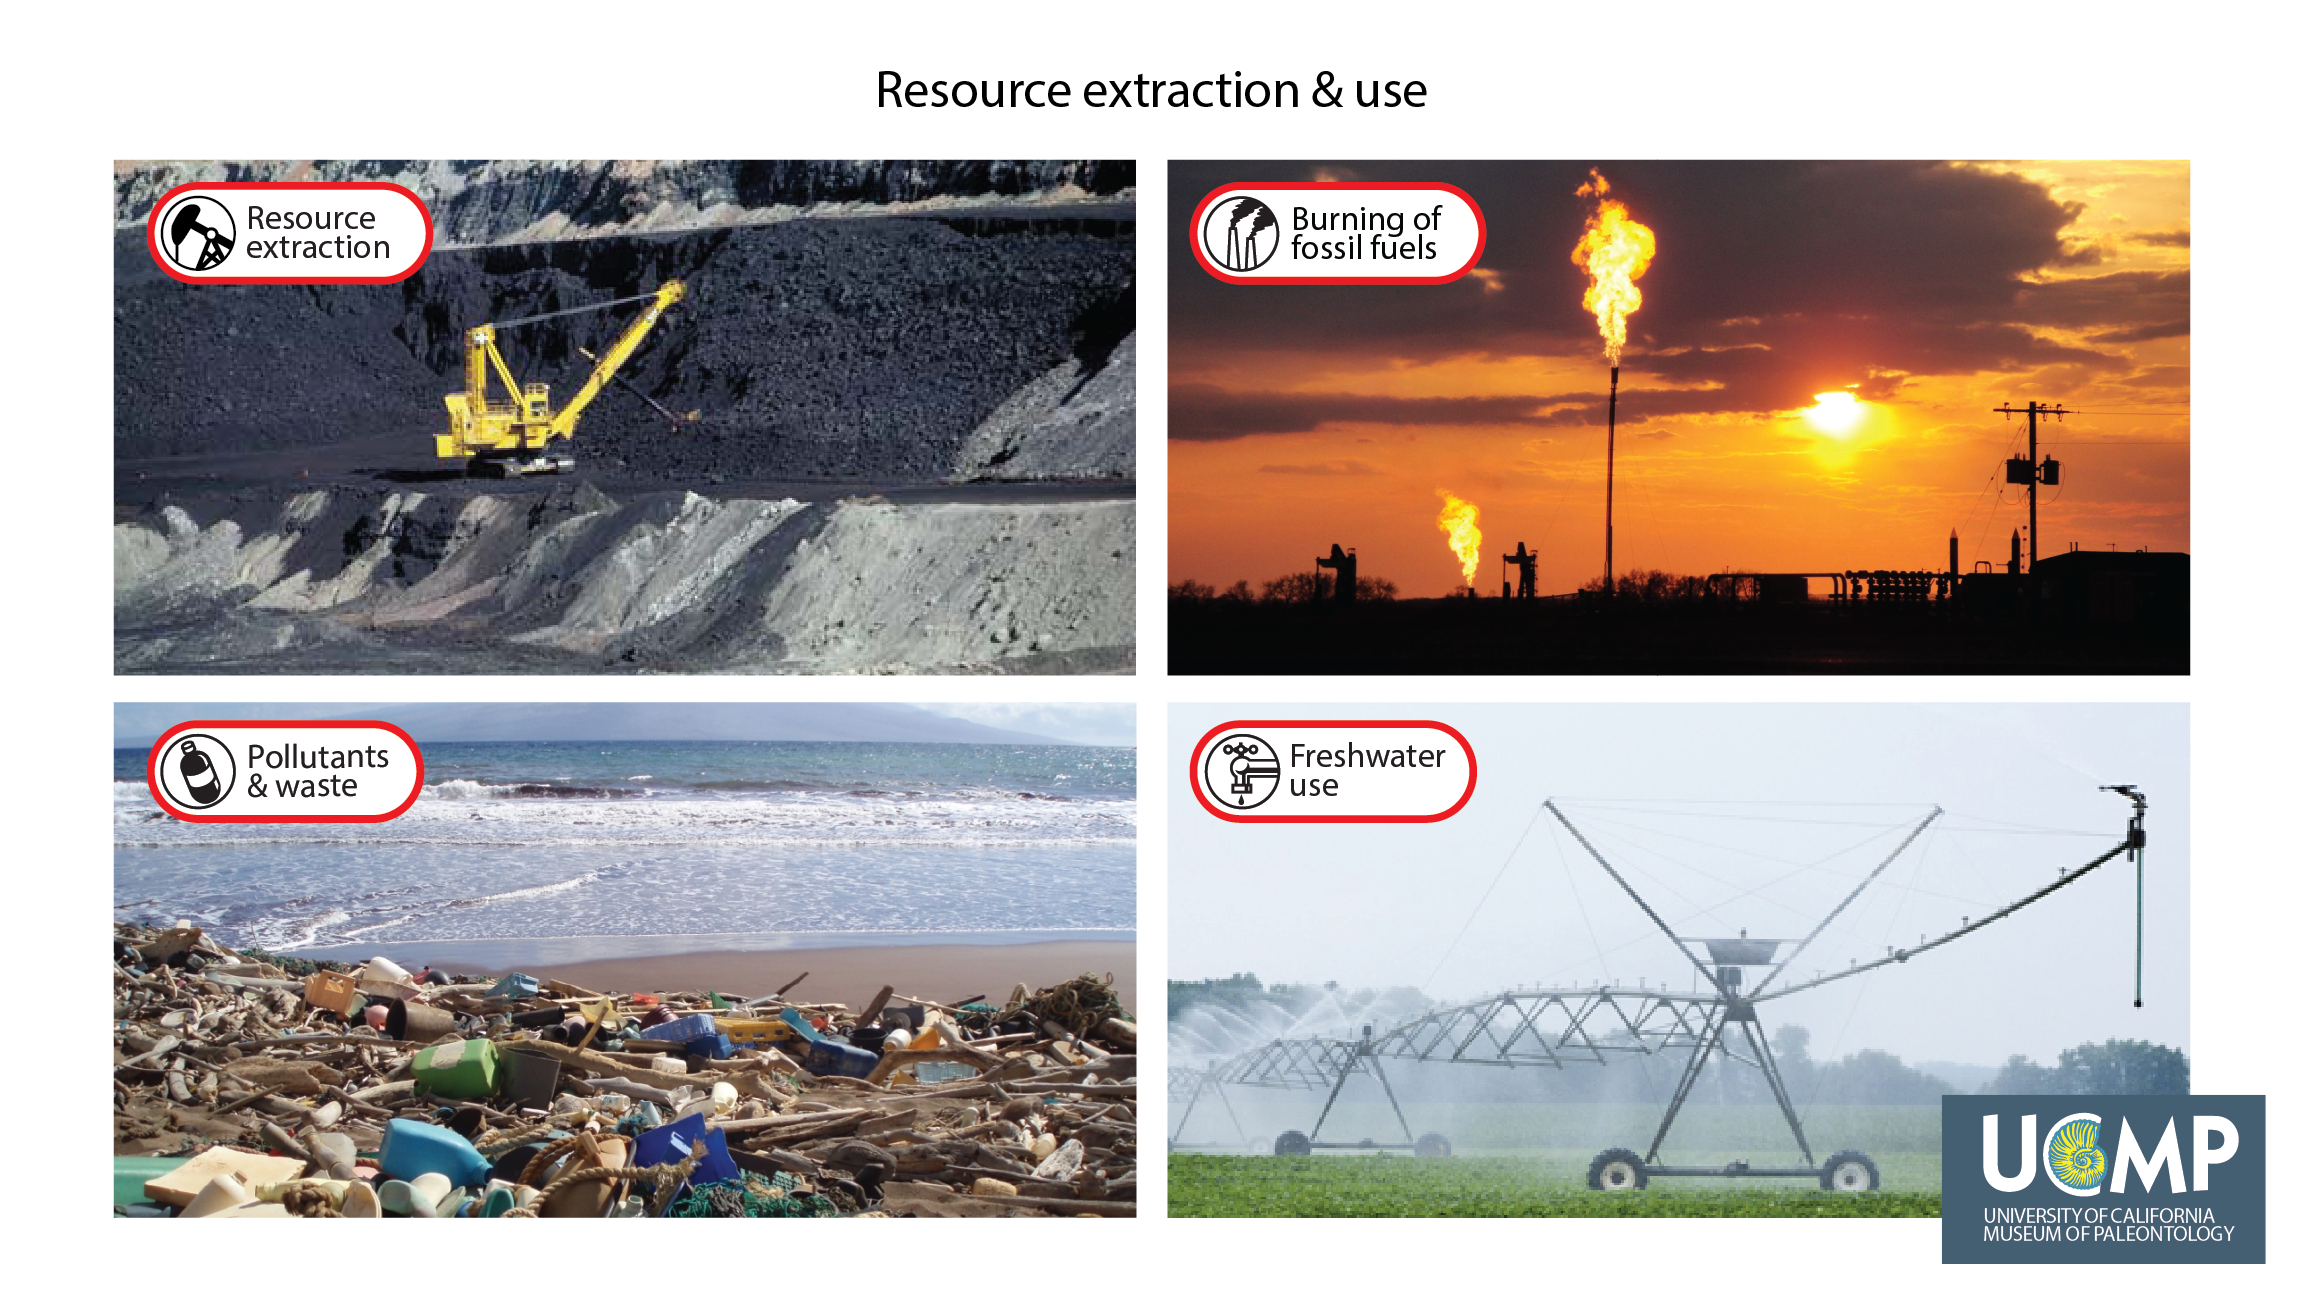 Resource extraction & use
Resource
extraction
Burning of
fossil fuels
Pollutants
& waste
Freshwater
use
UCMP
UNIVERSITY OF CALIFORNIA
MUSEUM OF PALEONTOLOGY